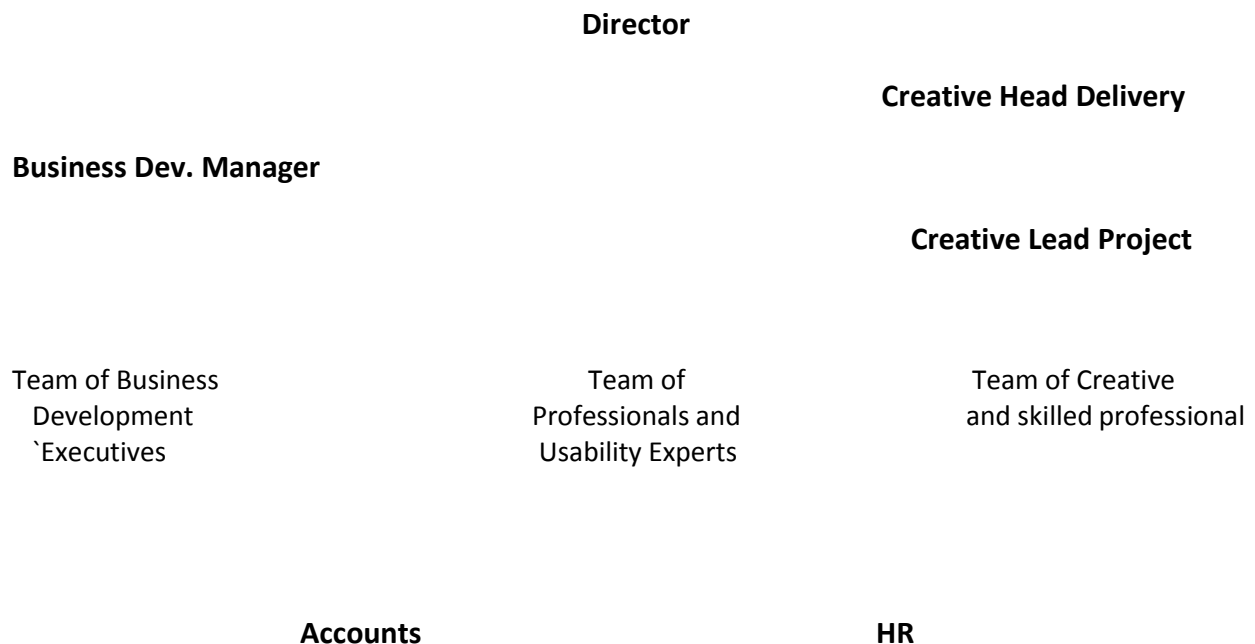 Director
Creative Head Delivery
Business Dev. Manager
Creative Lead Project
Team of Business Team of Team of Creative
Development Professionals and and skilled professional
`Executives Usability Experts
Accounts HR